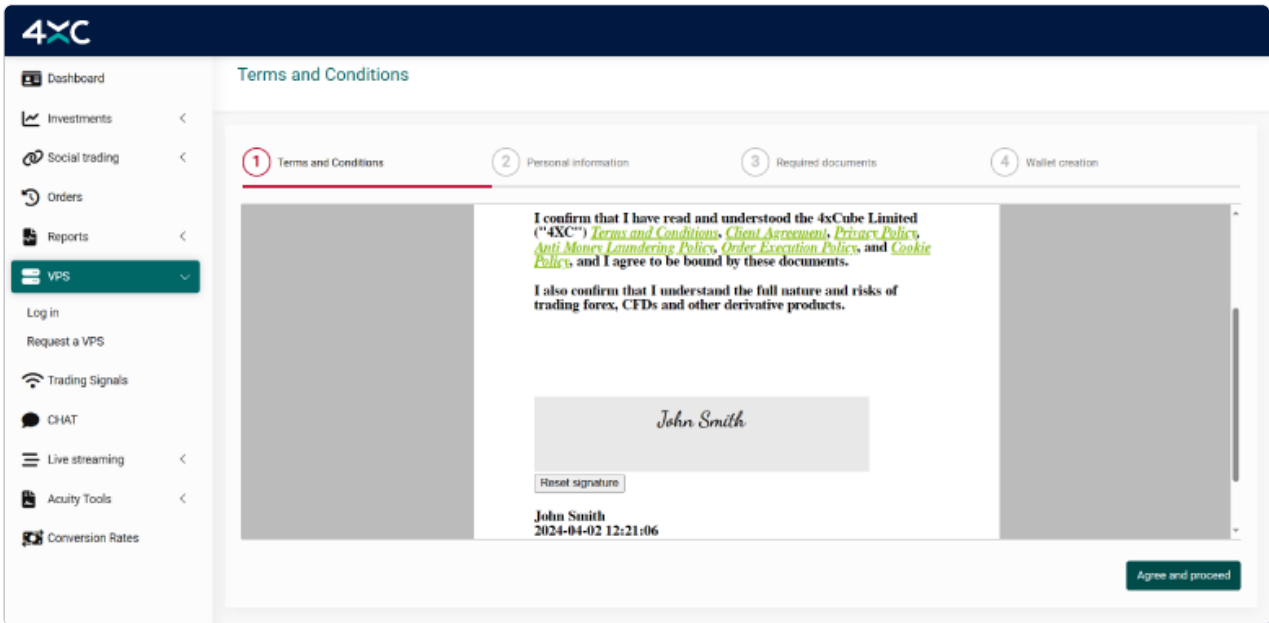 4XC
Dashboard
Investments
Social trading
Orders
Reports
VPS
Log in
Request a VPS
Trading Signals
CHAT
Live streaming
Acuity Tools
Conversion Rates
Terms and Conditions
1 Terms and Conditions
2 Personal information
3 Required documents
4 Wallet creation
I confirm that I have read and understood the 4xCube Limited
("4XC") Terms and Conditions, Client Agreement, Privacy Policy,
Anti Money Laundering Policy, Order Execution Policy, and Cookie
Policy, and I agree to be bound by these documents.
I also confirm that I understand the full nature and risks of
trading forex, CFDs and other derivative products.
John Smith
Reset signature
John Smith
2024-04-02 12:21:06
Agree and proceed